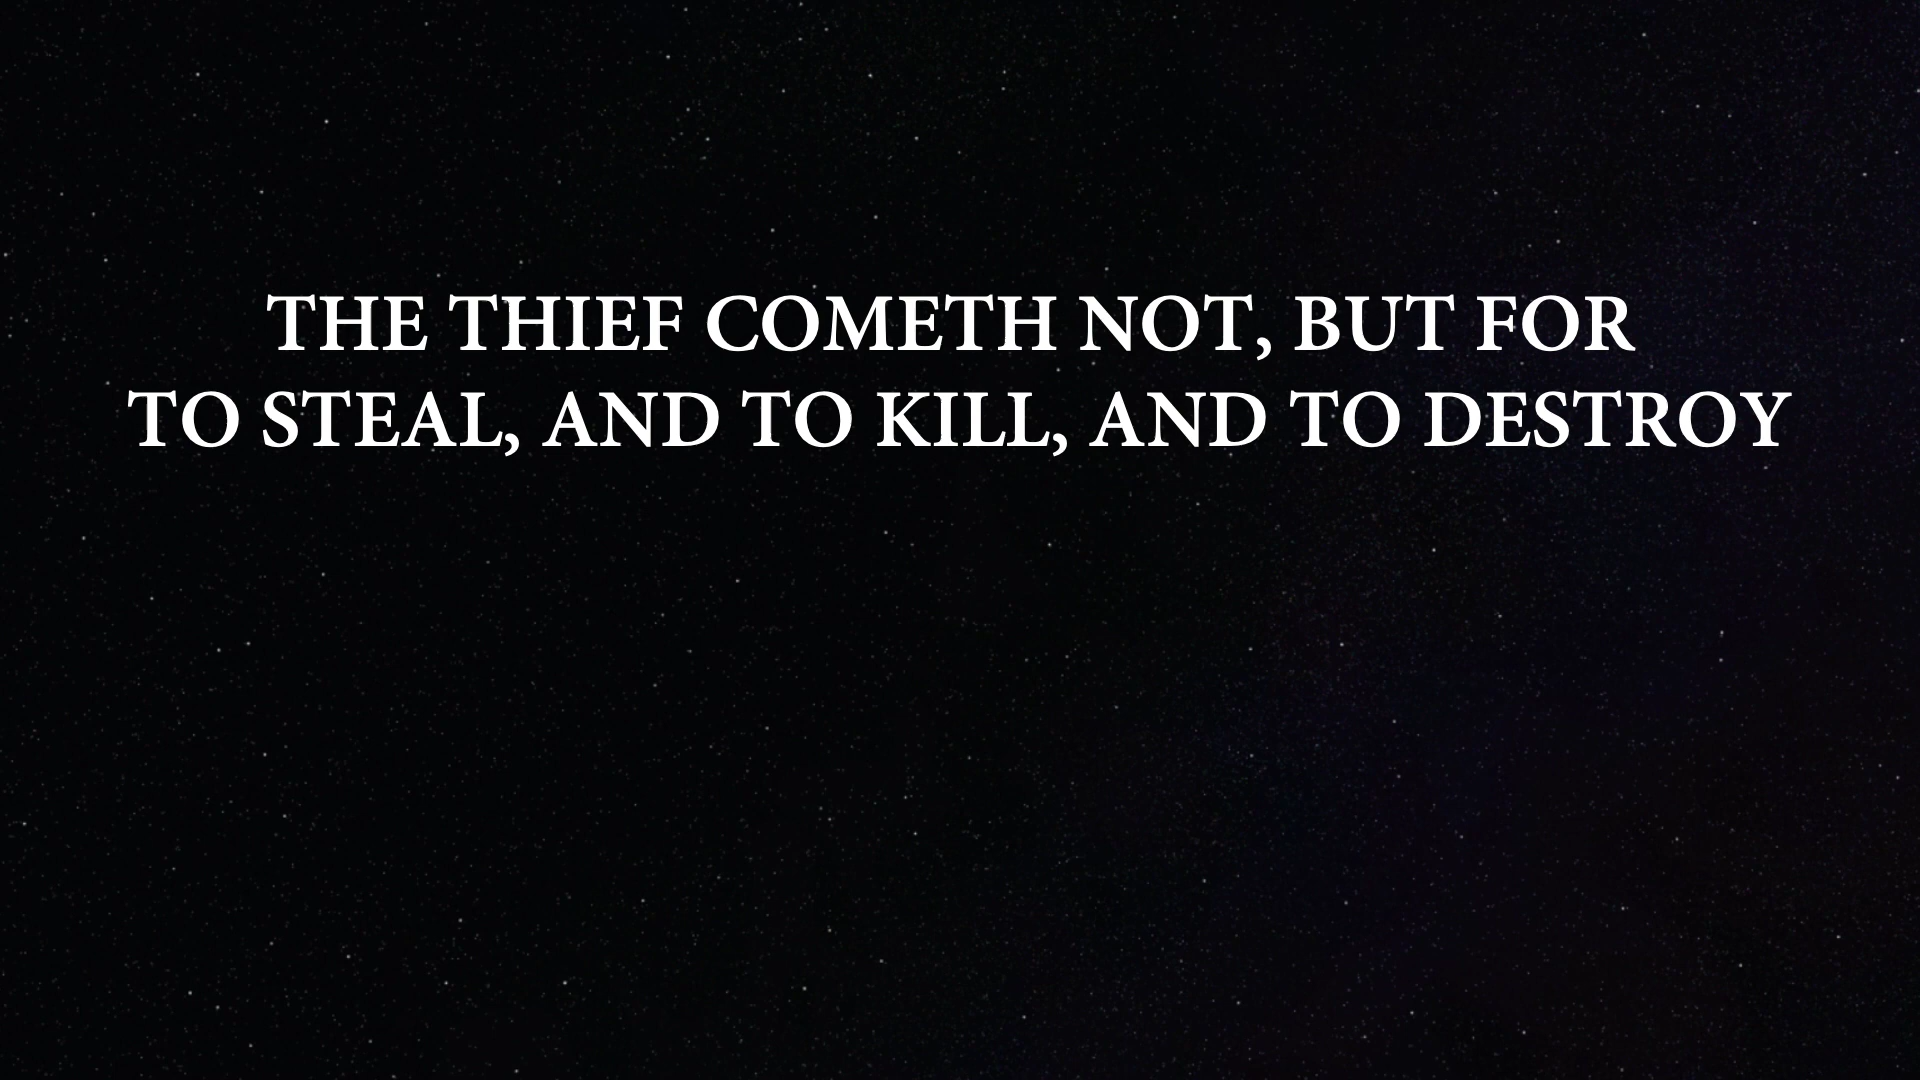 THE THIEF COMETH NOT, BUT FOR
TO STEAL, AND TO KILL, AND TO DESTROY